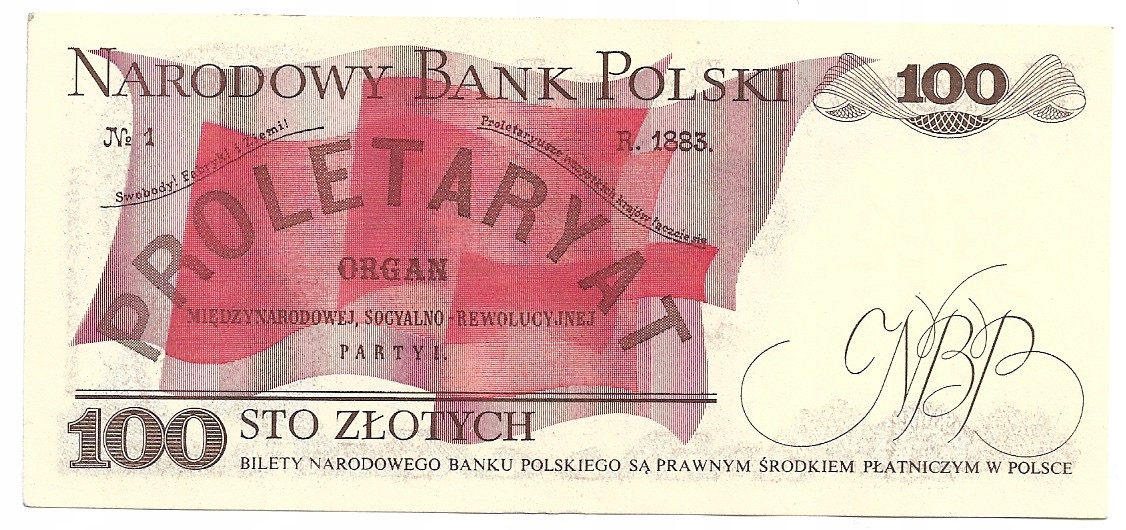 NARODOWY BANK POLSKI
100
№ 1
R. 1883.
Swobody! Fabryki i Ziemi!
Proletaryusze wszystkich krajów łączcie się
PROLETARYAT
ORGAN
MIĘDZYNARODOWEJ, SOCYALNO-REWOLUCYJNEJ
PARTYI.
NBP
100 STO ZŁOTYCH
BILETY NARODOWEGO BANKU POLSKIEGO SĄ PRAWNYM ŚRODKIEM PŁATNICZYM W POLSCE